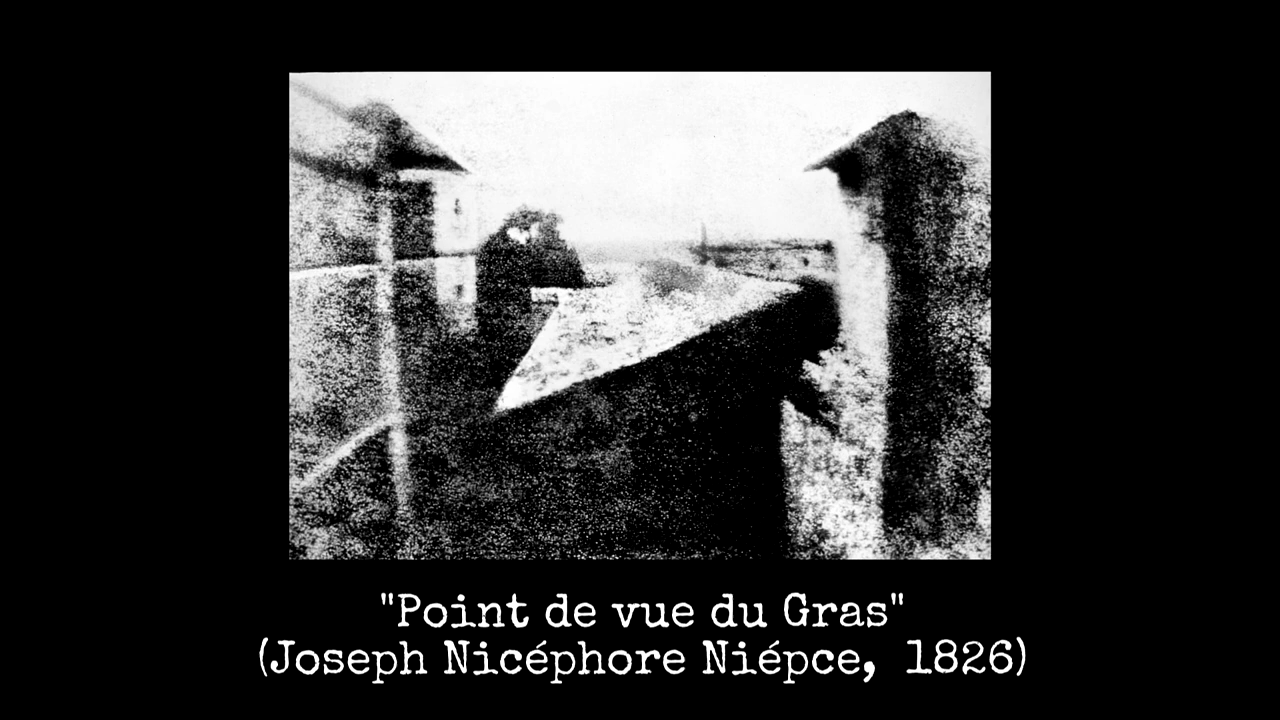 "Point de vue du Gras"
(Joseph Nicéphore Niépce, 1826)